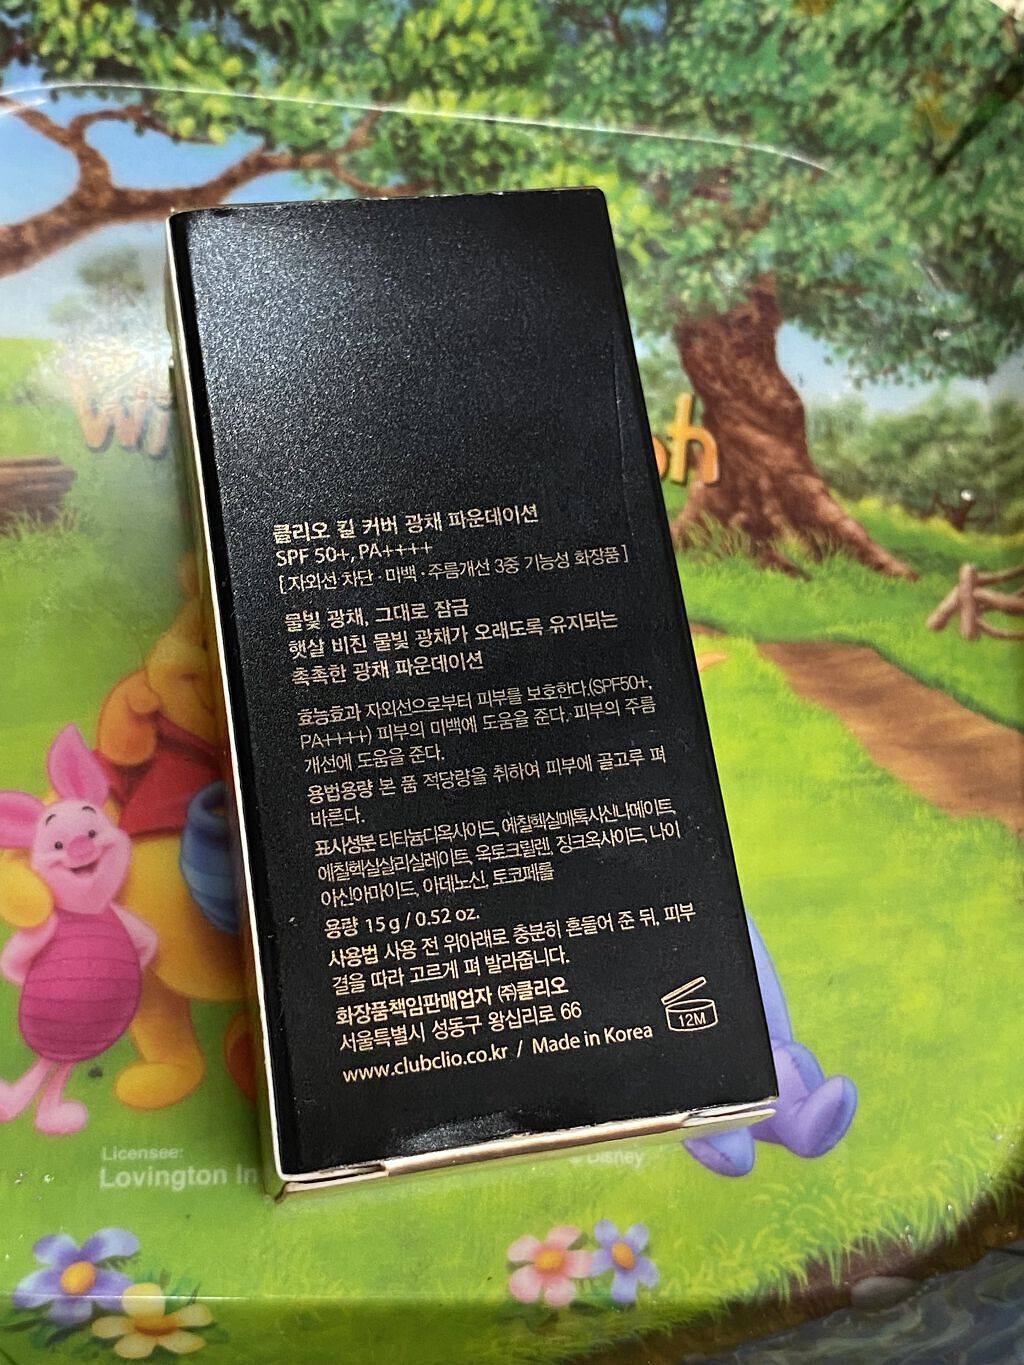 클리오 킬 커버 광채 파운데이션
SPF 50+, PA++++
[ 자외선 차단 · 미백 · 주름개선 3중 기능성 화장품 ]
물빛 광채, 그대로 잠금
햇살 비친 물빛 광채가 오래도록 유지되는
촉촉한 광채 파운데이션
효능효과 자외선으로부터 피부를 보호한다.(SPF50+,
PA++++) 피부의 미백에 도움을 준다. 피부의 주름
개선에 도움을 준다.
용법용량 본 품 적당량을 취하여 피부에 골고루 펴
바른다.
표시성분 티타늄디옥사이드, 에칠헥실메톡시신나메이트,
에칠헥실살리실레이트, 옥토크릴렌, 징크옥사이드, 나이
아신아마이드, 아데노신, 토코페롤
용량 15 g / 0.52 oz.
사용법 사용 전 위아래로 충분히 흔들어 준 뒤, 피부
결을 따라 고르게 펴 발라줍니다.
화장품책임판매업자 ㈜클리오
서울특별시 성동구 왕십리로 66
www.clubclio.co.kr / Made in Korea
12M
Licensee:
Lovington In
© Disney